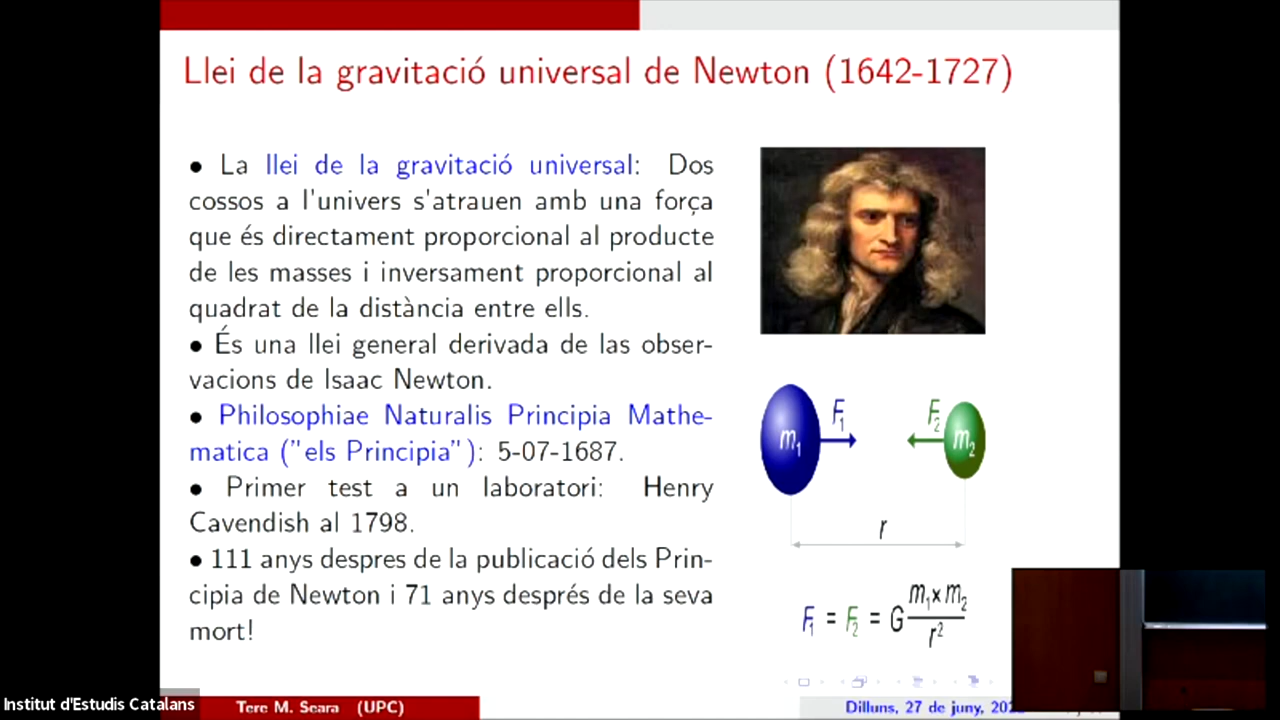 Llei de la gravitació universal de Newton (1642-1727)
• La llei de la gravitació universal: Dos
cossos a l'univers s'atrauen amb una força
que és directament proporcional al producte
de les masses i inversament proporcional al
quadrat de la distància entre ells.
• És una llei general derivada de las obser-
vacions de Isaac Newton.
• Philosophiae Naturalis Principia Mathe-
matica ("els Principia"): 5-07-1687.
• Primer test a un laboratori: Henry
Cavendish al 1798.
• 111 anys despres de la publicació dels Prin-
cipia de Newton i 71 anys després de la seva
mort!
m₁ F₁ F₂ m₂
r
F₁ = F₂ = G m₁×m₂ / r²
Institut d'Estudis Catalans
Tere M. Seara (UPC)
Dilluns, 27 de juny,